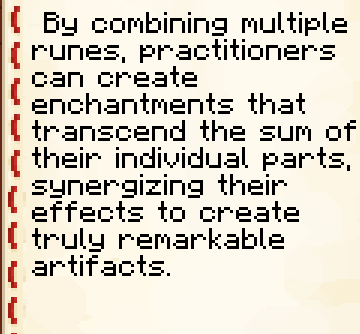 By combining multiple
runes, practitioners
can create
enchantments that
transcend the sum of
their individual parts,
synergizing their
effects to create
truly remarkable
artifacts.